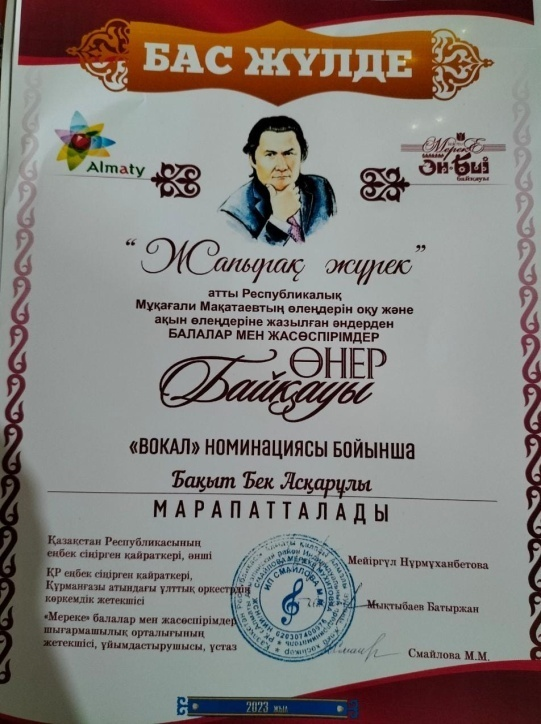 БАС ЖҮЛДЕ
Almaty
Мереке
Ән-Би
байқауы
“Жапырақ жүрек”
атты Республикалық
Мұқағали Мақатаевтың өлеңдерін оқу және
ақын өлеңдеріне жазылған әндерден
БАЛАЛАР МЕН ЖАСӨСПІРІМДЕР
ӨНЕР
Байқауы
«ВОКАЛ» НОМИНАЦИЯСЫ БОЙЫНША
Бақыт Бек Асқарұлы
МАРАПАТТАЛАДЫ
Қазақстан Республикасының
еңбек сіңірген қайраткері, әнші
Мейіргүл Нұрмұханбетова
ҚР еңбек сіңірген қайраткері,
Құрманғазы атындағы ұлттық оркестрдің
көркемдік жетекшісі
Мықтыбаев Батыржан
«Мереке» балалар мен жасөспірімдер
шығармашылық орталығының
жетекшісі, ұйымдастырушысы, ұстаз
Смайлова М.М.
ИП СМАЙЛОВА М.М.
2023 жыл